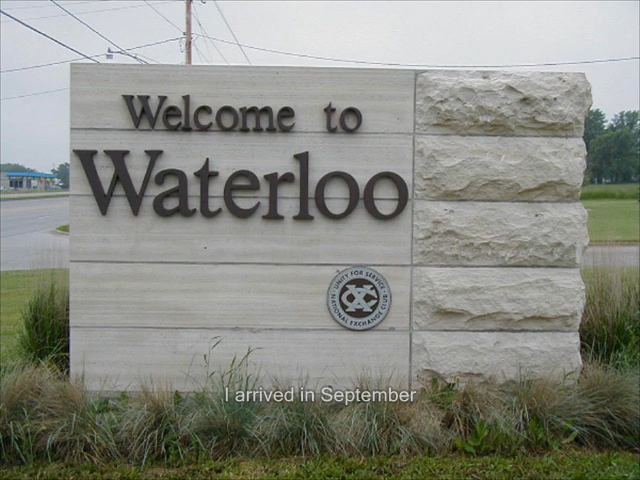 Welcome to
Waterloo
UNITY FOR SERVICE
NATIONAL EXCHANGE CLUB
I arrived in September